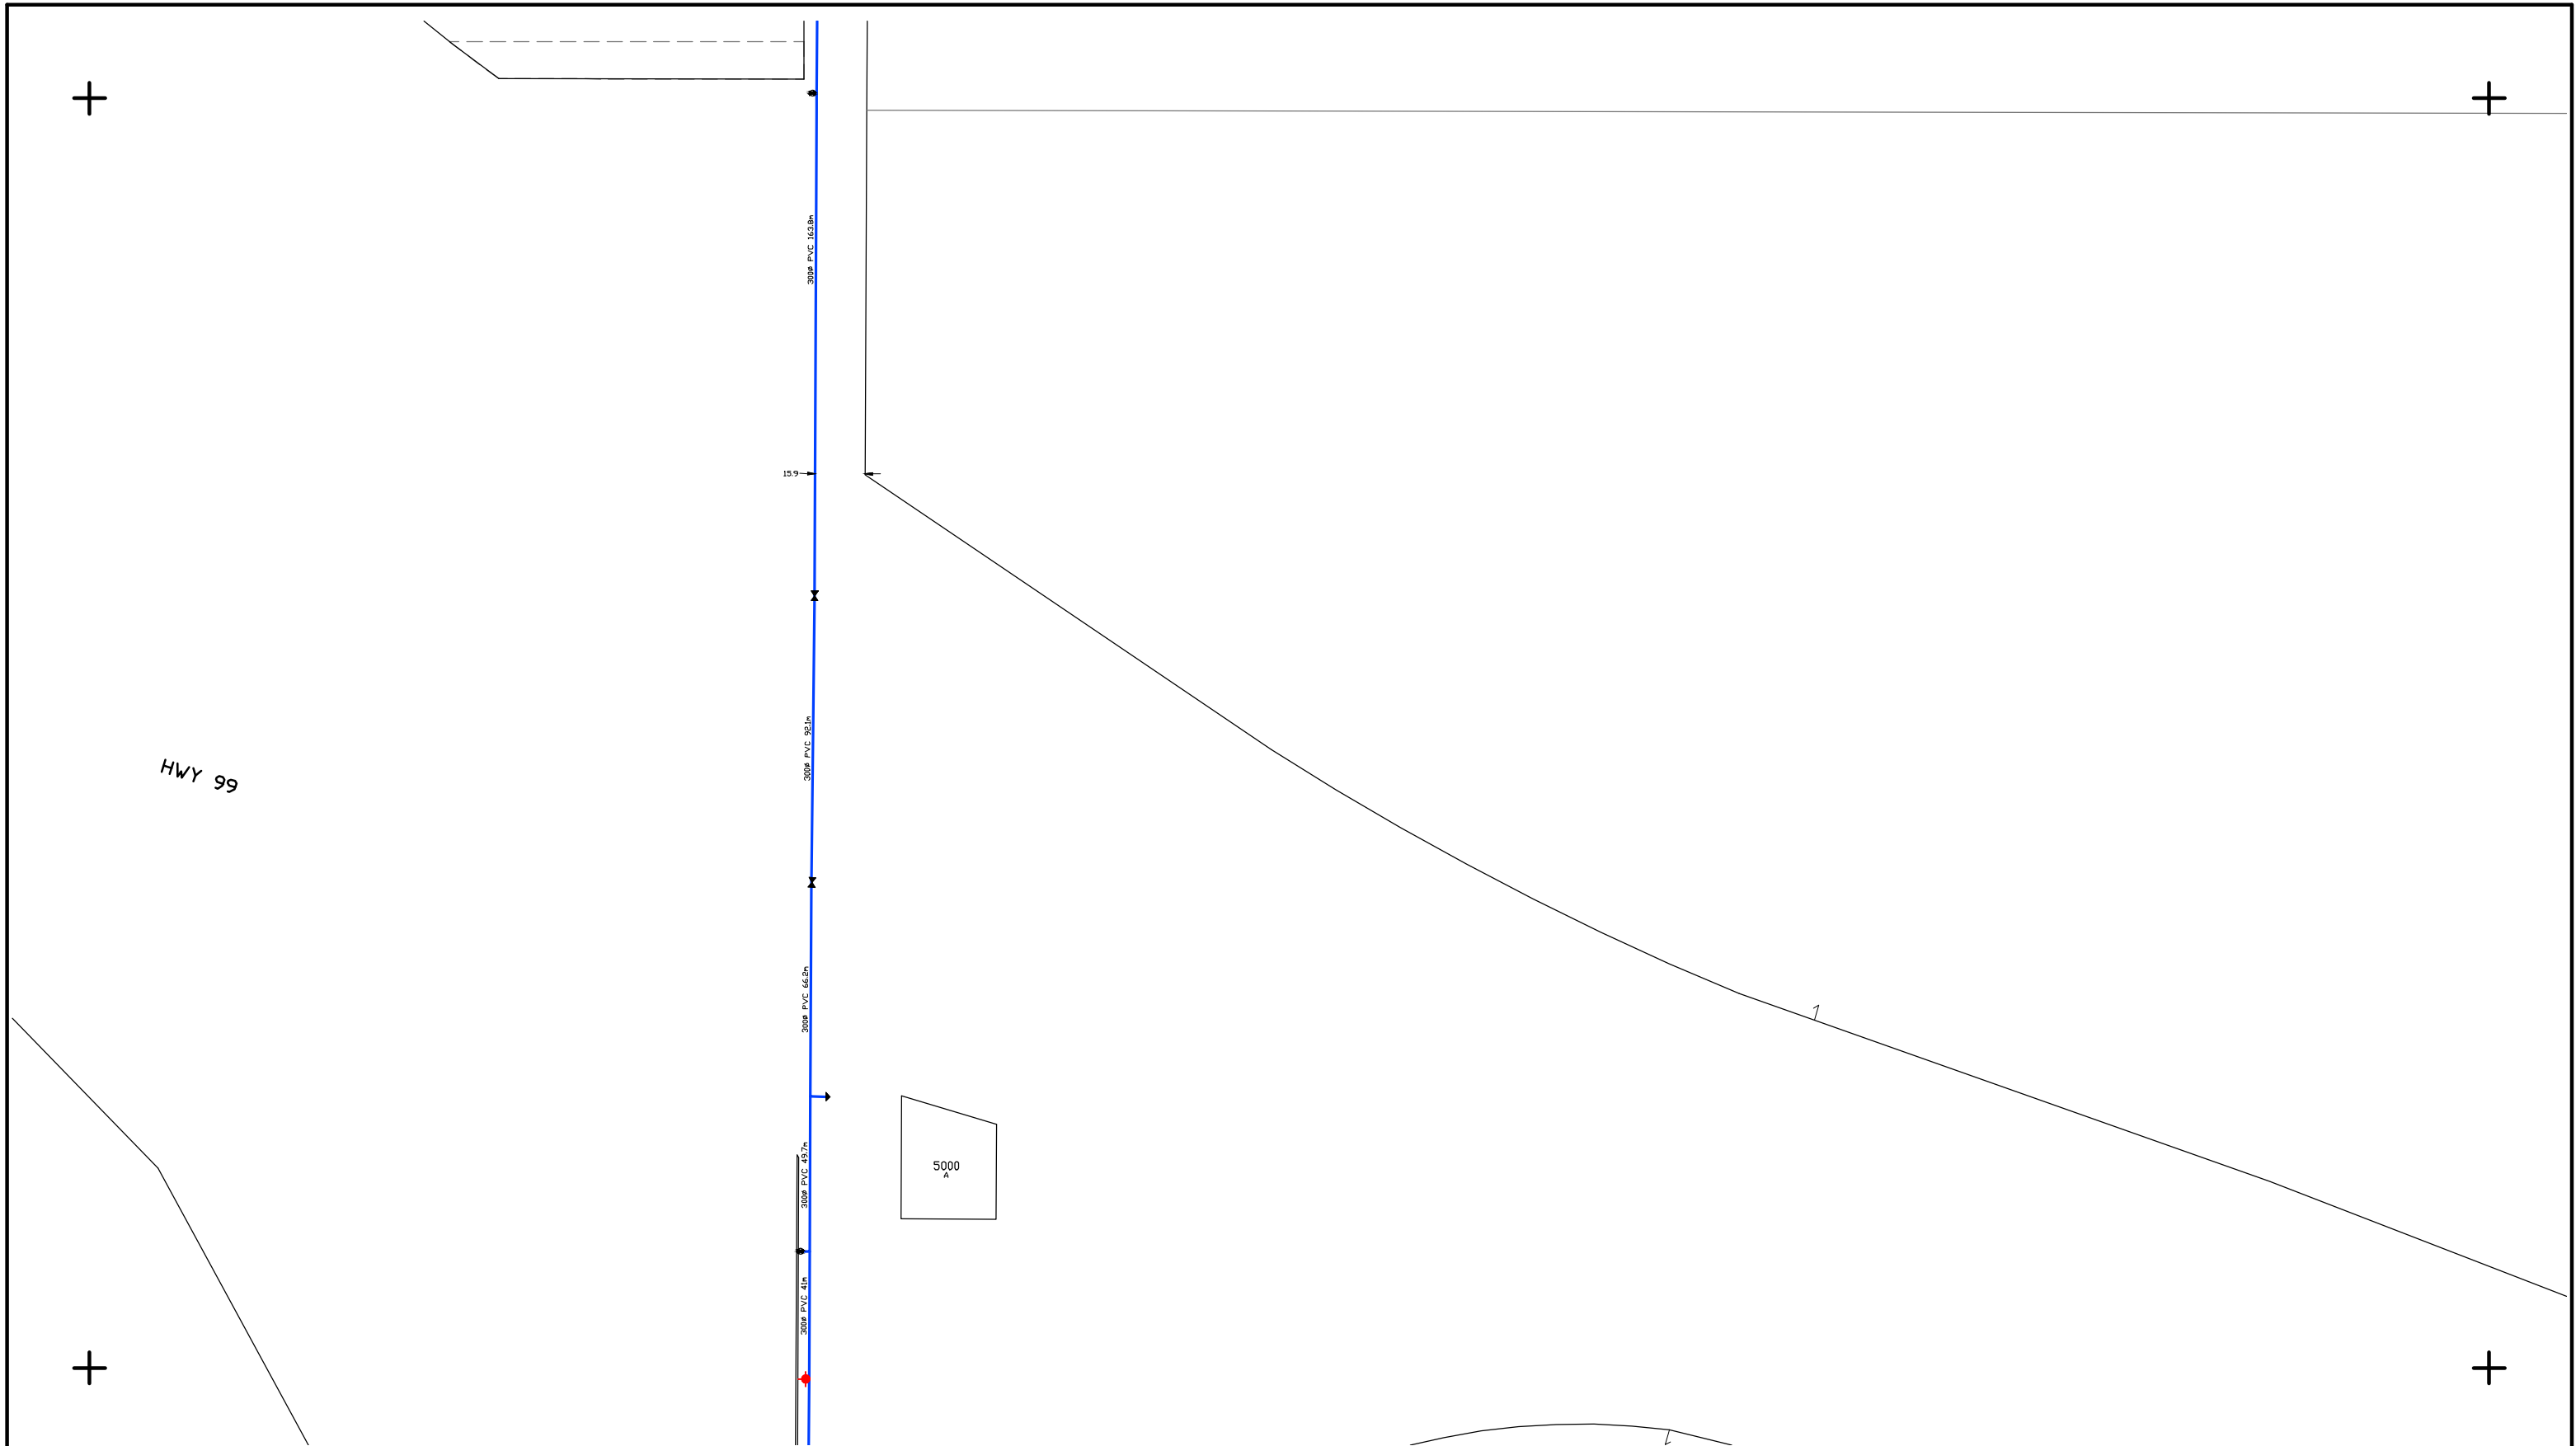 300ø PVC 163.8m
15.9
300ø PVC 92.1m
HWY 99
300ø PVC 66.2m
300ø PVC 49.7m
5000
A
300ø PVC 41m